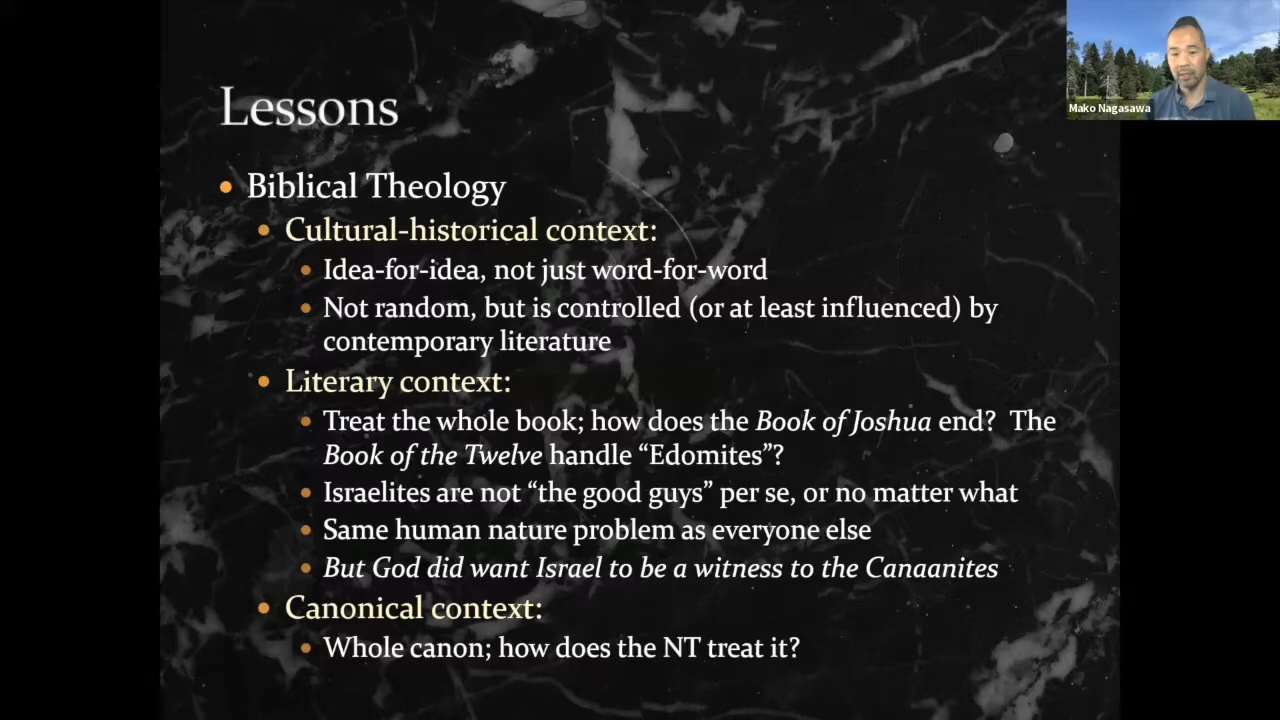 Lessons
Mako Nagasawa
• Biblical Theology
• Cultural-historical context:
• Idea-for-idea, not just word-for-word
• Not random, but is controlled (or at least influenced) by
contemporary literature
• Literary context:
• Treat the whole book; how does the Book of Joshua end? The
Book of the Twelve handle “Edomites”?
• Israelites are not “the good guys” per se, or no matter what
• Same human nature problem as everyone else
• But God did want Israel to be a witness to the Canaanites
• Canonical context:
• Whole canon; how does the NT treat it?